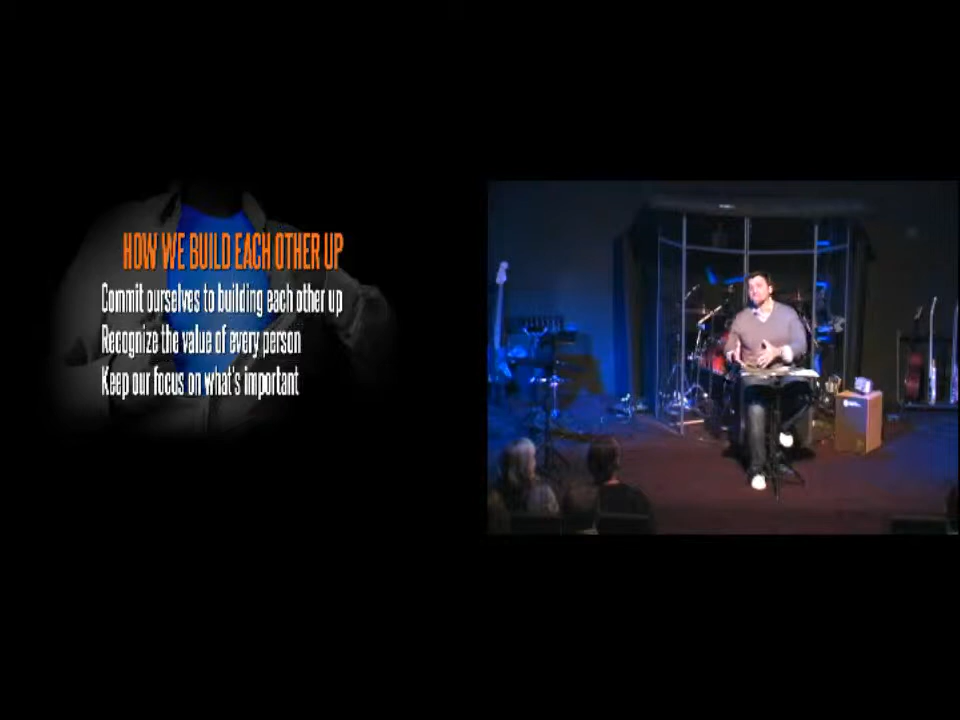 HOW WE BUILD EACH OTHER UP
Commit ourselves to building each other up
Recognize the value of every person
Keep our focus on what's important